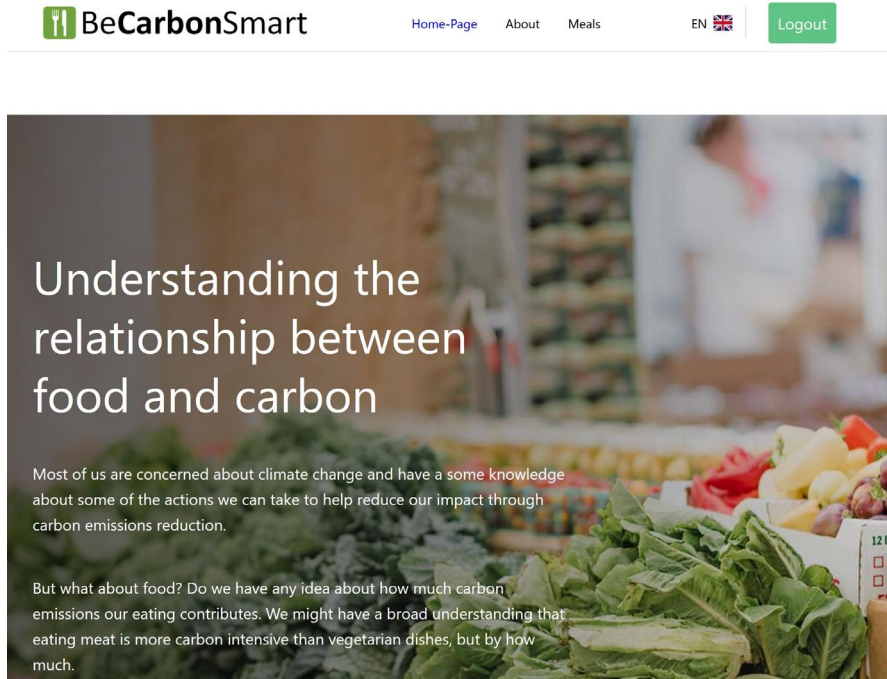 BeCarbonSmart
Home-Page About Meals EN Logout
Understanding the
relationship between
food and carbon
Most of us are concerned about climate change and have a some knowledge
about some of the actions we can take to help reduce our impact through
carbon emissions reduction.
But what about food? Do we have any idea about how much carbon
emissions our eating contributes. We might have a broad understanding that
eating meat is more carbon intensive than vegetarian dishes, but by how
much.
12